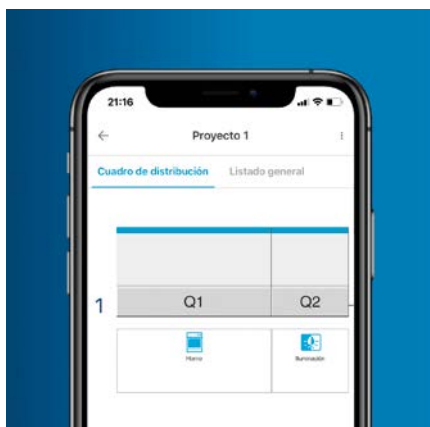 21:16
Proyecto 1
Cuadro de distribución Listado general
1 Q1 Q2
Horno Iluminación